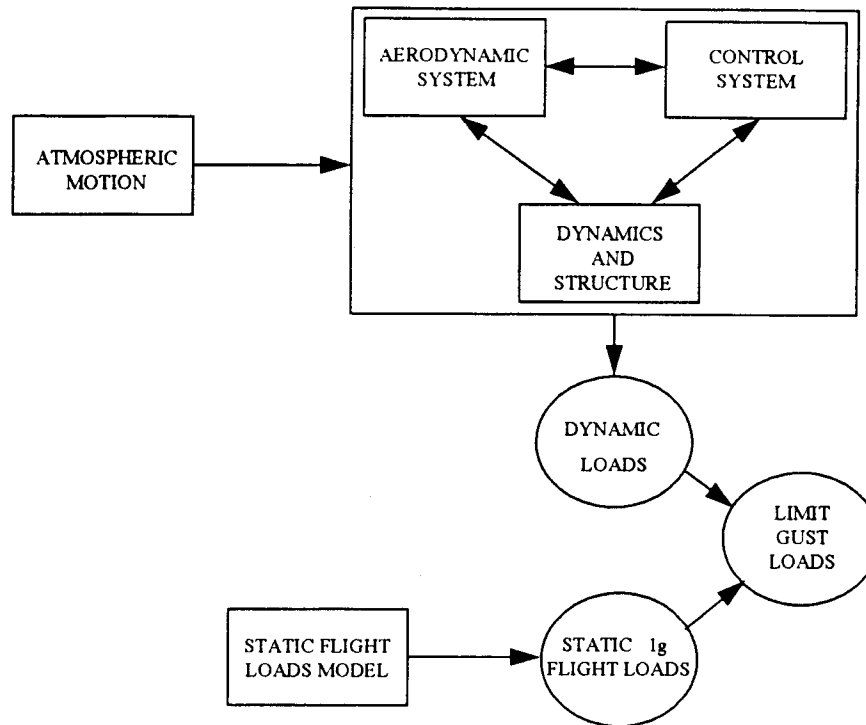 AERODYNAMIC
SYSTEM
CONTROL
SYSTEM
ATMOSPHERIC
MOTION
DYNAMICS
AND
STRUCTURE
DYNAMIC
LOADS
LIMIT
GUST
LOADS
STATIC FLIGHT
LOADS MODEL
STATIC 1g
FLIGHT LOADS